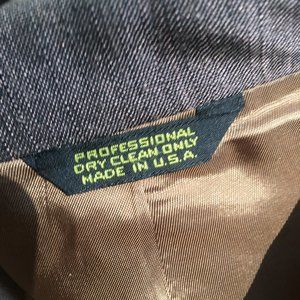 PROFESSIONAL
DRY CLEAN ONLY
MADE IN U.S.A.